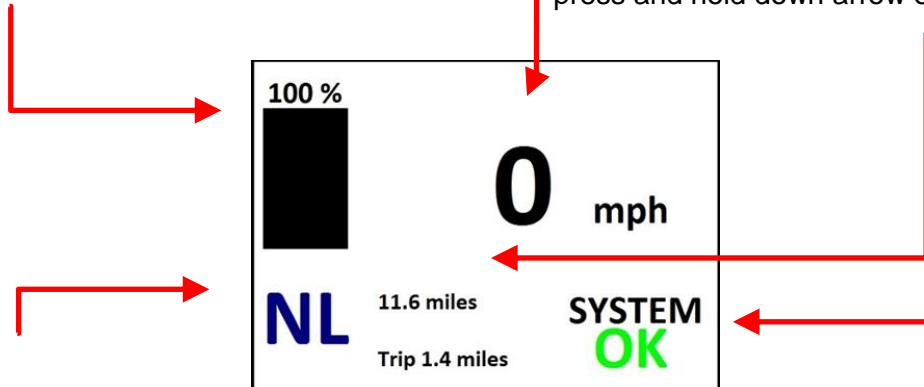 press and hold down arrow
100 %
0 mph
NL
11.6 miles
SYSTEM
OK
Trip 1.4 miles